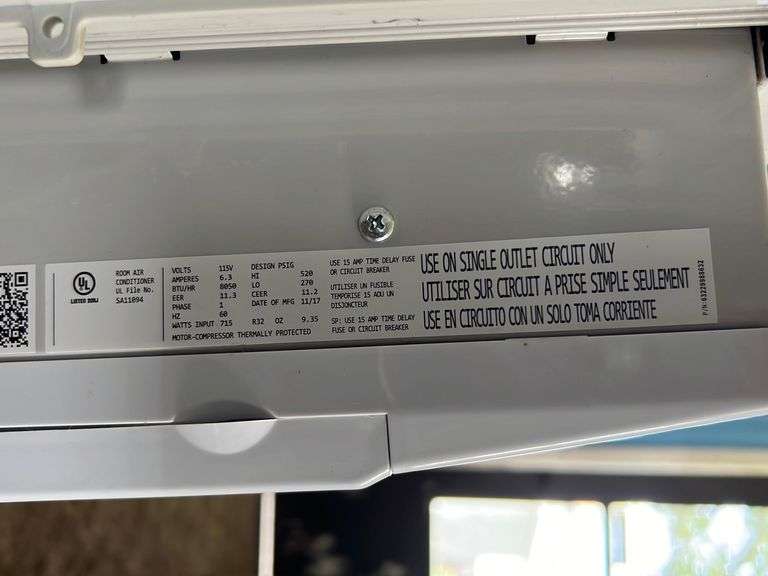 UL
LISTED 20BJ
ROOM AIR
CONDITIONER
UL File No.
SA11094
VOLTS 115V
AMPERES 6.3
BTU/HR 8050
EER 11.3
PHASE 1
HZ 60
WATTS INPUT 715
DESIGN PSIG
HI 520
LO 270
CEER 11.2
DATE OF MFG 11/17
R32 OZ 9.35
MOTOR-COMPRESSOR THERMALLY PROTECTED
USE 15 AMP TIME DELAY FUSE
OR CIRCUIT BREAKER
UTILISER UN FUSIBLE
TEMPORISE 15 AOU UN
DISJONCTEUR
SP: USE 15 AMP TIME DELAY
FUSE OR CIRCUIT BREAKER
USE ON SINGLE OUTLET CIRCUIT ONLY
UTILISER SUR CIRCUIT A PRISE SIMPLE SEULEMENT
USE EN CIRCUITO CON UN SOLO TOMA CORRIENTE